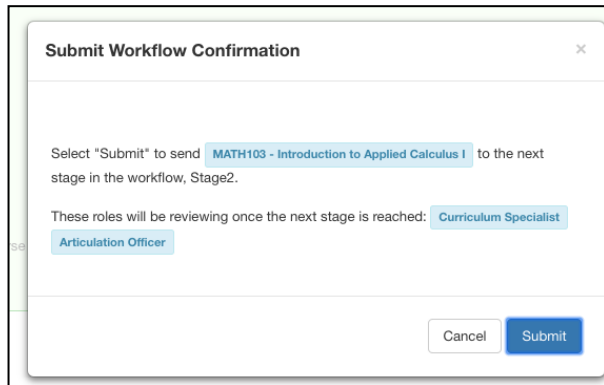 Submit Workflow Confirmation ×
Select "Submit" to send MATH103 - Introduction to Applied Calculus I to the next
stage in the workflow, Stage2.
These roles will be reviewing once the next stage is reached: Curriculum Specialist
Articulation Officer
rse
Cancel Submit